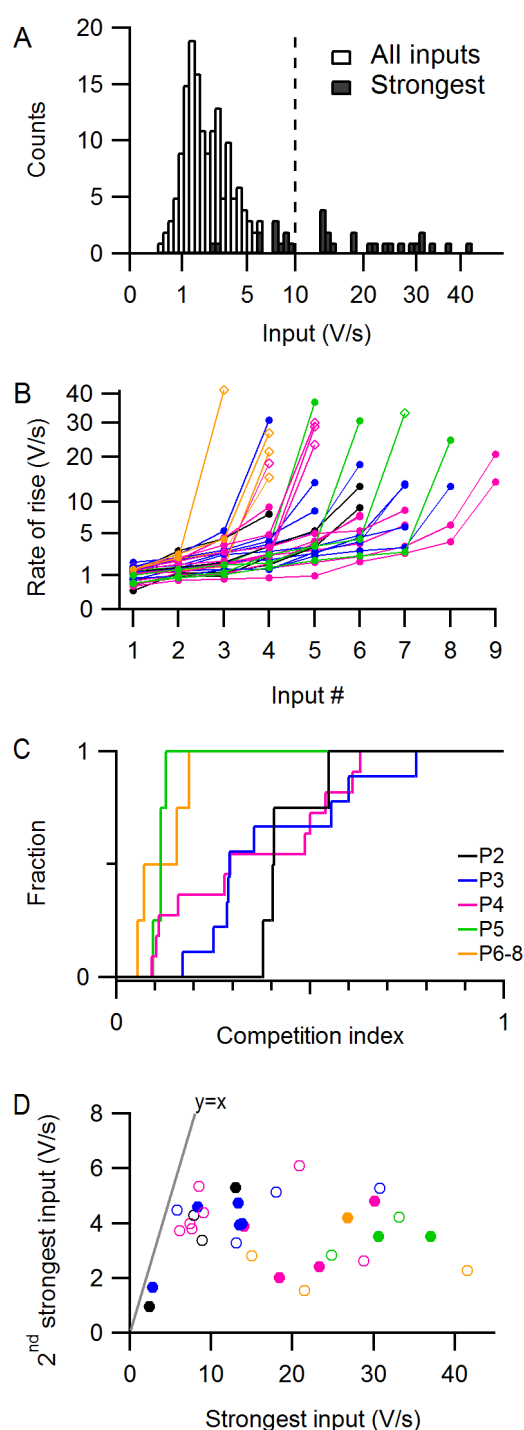 A
20
15
10
5
0
Counts
All inputs
Strongest
0 1 5 10 20 30 40
Input (V/s)
B
40
30
20
10
5
1
0
Rate of rise (V/s)
1 2 3 4 5 6 7 8 9
Input #
C
1
0
Fraction
P2
P3
P4
P5
P6-8
0 1
Competition index
D
y=x
8
6
4
2
0
2nd strongest input (V/s)
0 10 20 30 40
Strongest input (V/s)